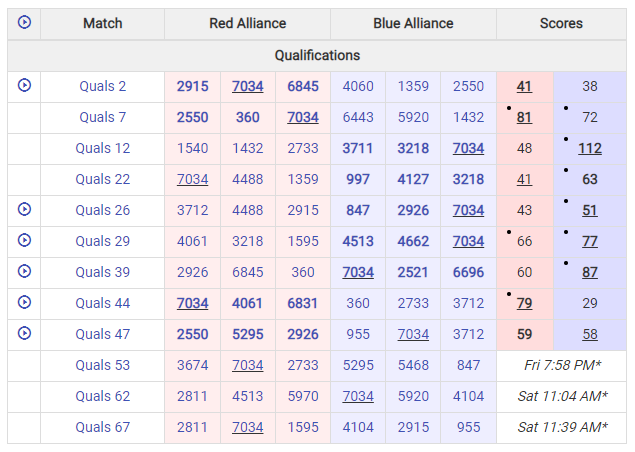 Match Red Alliance Blue Alliance Scores
Qualifications
Quals 2 2915 7034 6845 4060 1359 2550 41 38
Quals 7 2550 360 7034 6443 5920 1432 81 72
Quals 12 1540 1432 2733 3711 3218 7034 48 112
Quals 22 7034 4488 1359 997 4127 3218 41 63
Quals 26 3712 4488 2915 847 2926 7034 43 51
Quals 29 4061 3218 1595 4513 4662 7034 66 77
Quals 39 2926 6845 360 7034 2521 6696 60 87
Quals 44 7034 4061 6831 360 2733 3712 79 29
Quals 47 2550 5295 2926 955 7034 3712 59 58
Quals 53 3674 7034 2733 5295 5468 847 Fri 7:58 PM*
Quals 62 2811 4513 5970 7034 5920 4104 Sat 11:04 AM*
Quals 67 2811 7034 1595 4104 2915 955 Sat 11:39 AM*